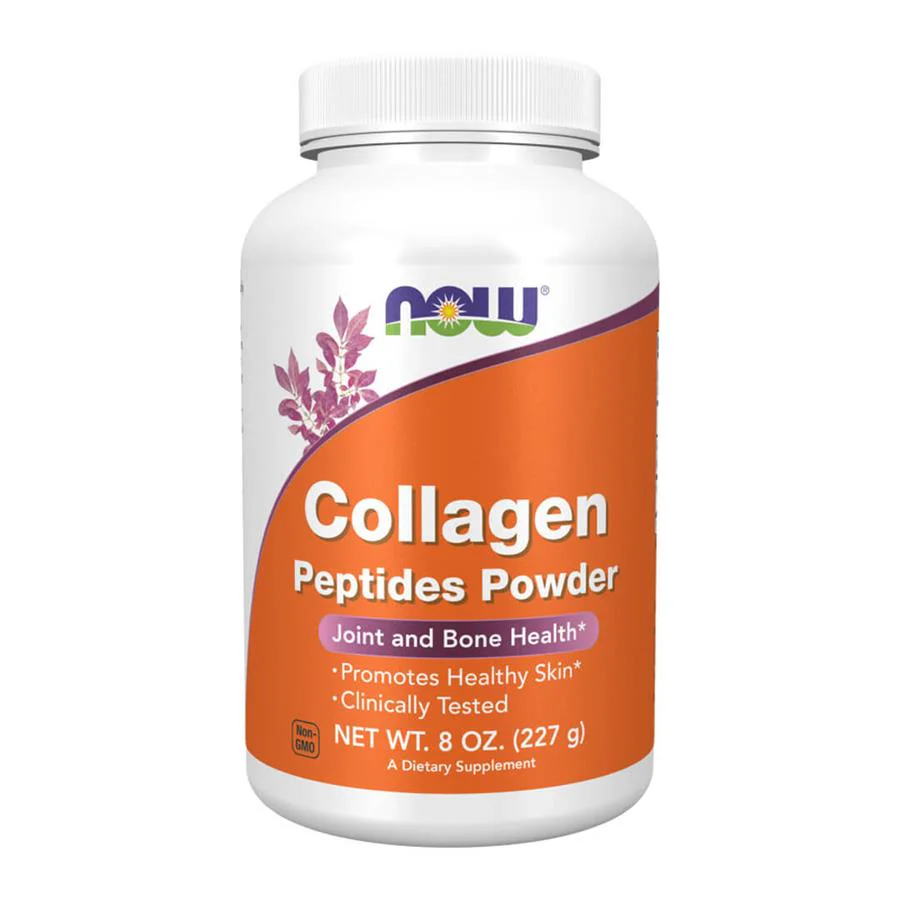 NOW®
Collagen
Peptides Powder
Joint and Bone Health*
•Promotes Healthy Skin*
•Clinically Tested
Non-
GMO
NET WT. 8 OZ. (227 g)
A Dietary Supplement